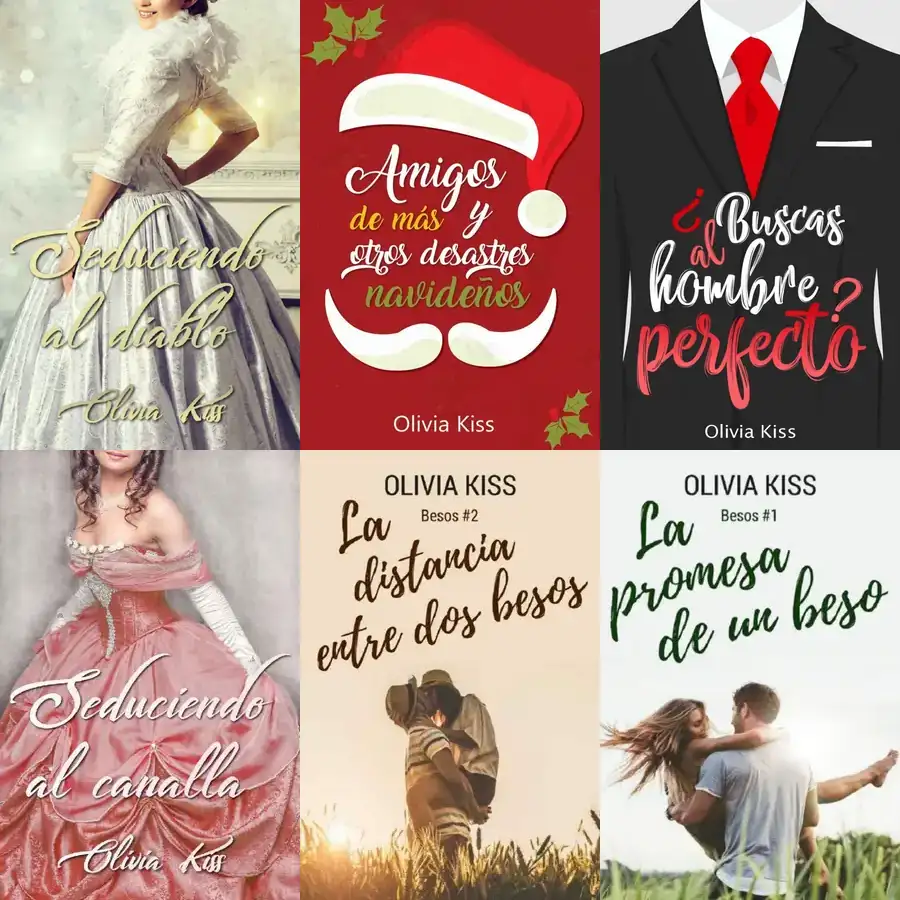 Seduciendo
al diablo
Olivia Kiss
Amigos
de más y
otros desastres
navideños
Olivia Kiss
¿Buscas
al
hombre
perfecto?
Olivia Kiss
Seduciendo
al canalla
Olivia Kiss
OLIVIA KISS
Besos #2
La
distancia
entre dos besos
OLIVIA KISS
Besos #1
La
promesa
de un beso